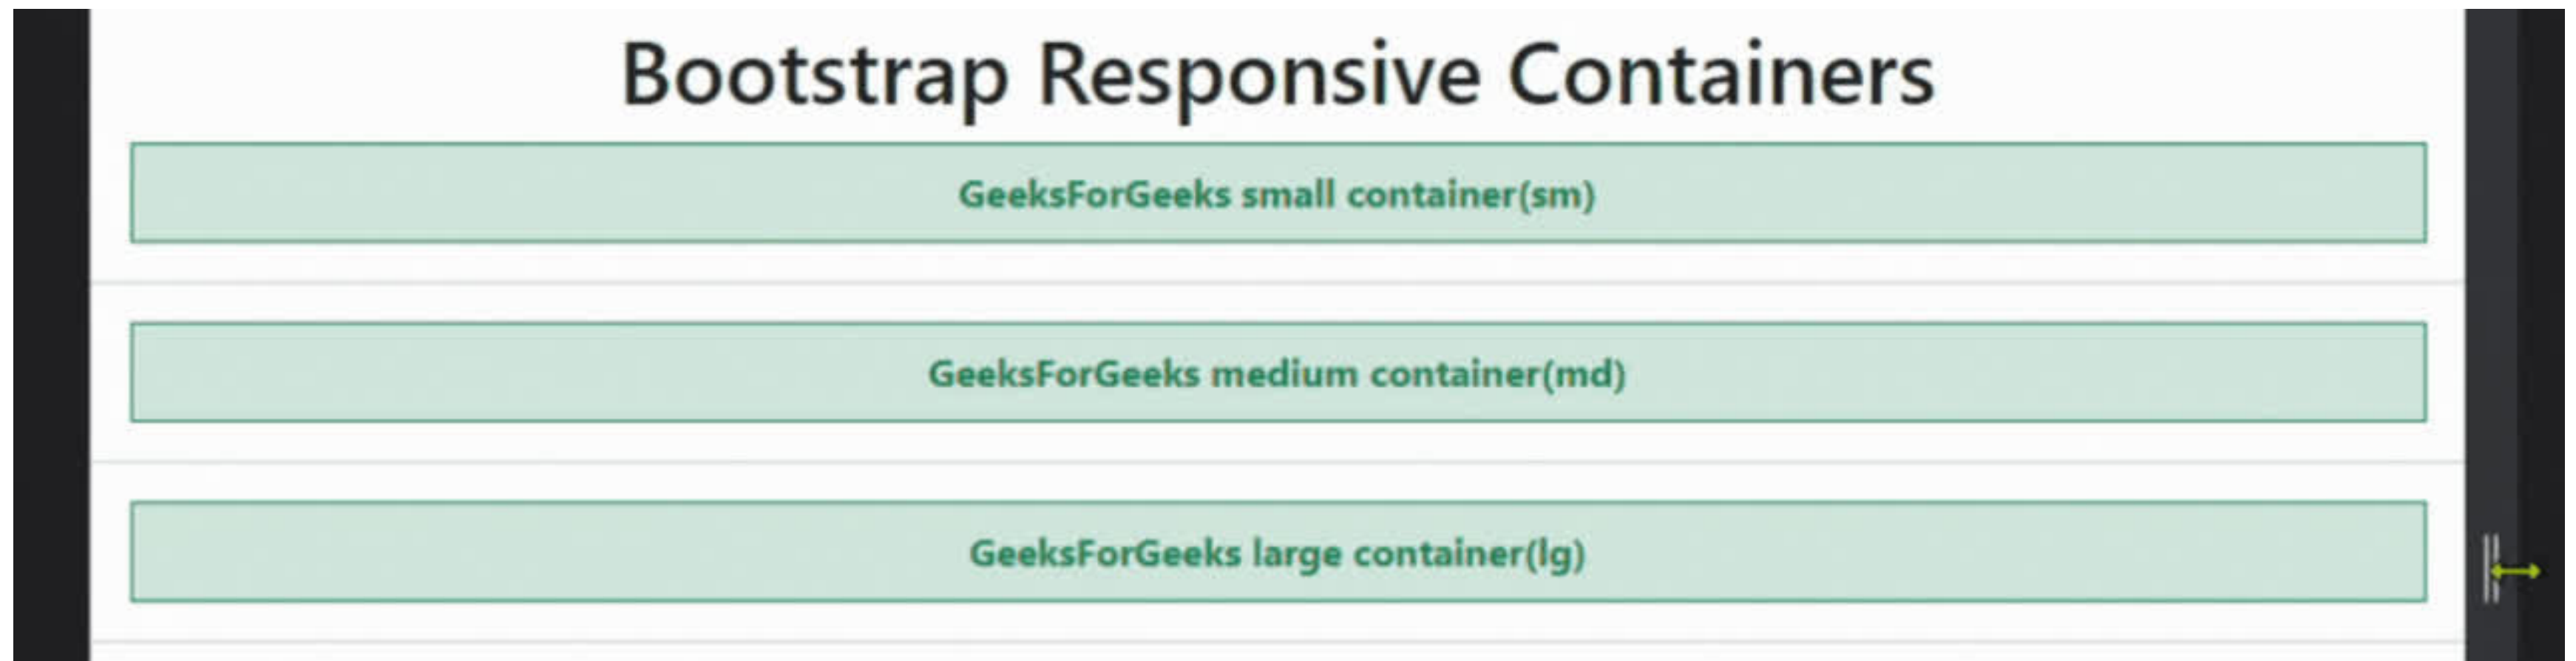 Bootstrap Responsive Containers
GeeksForGeeks small container(sm)
GeeksForGeeks medium container(md)
GeeksForGeeks large container(lg)